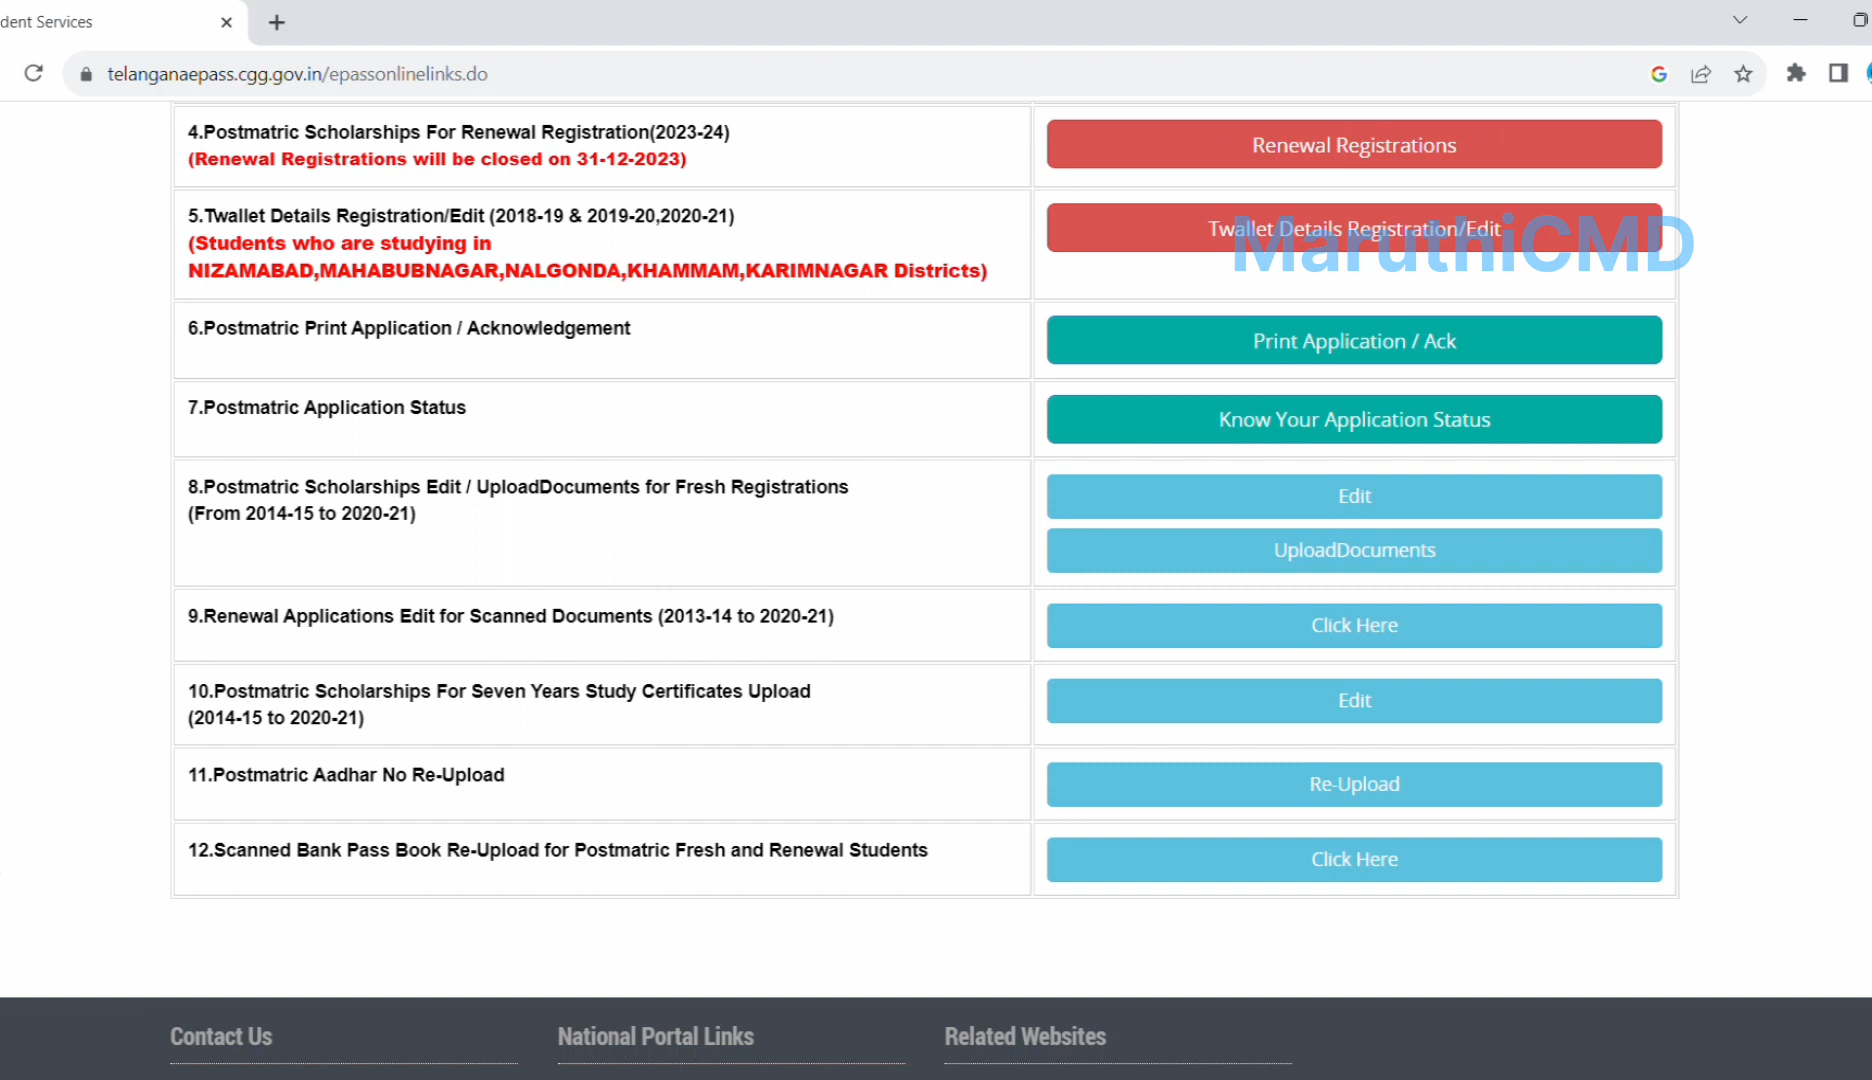 dent Services
telanganaepass.cgg.gov.in/epassonlinelinks.do
4.Postmatric Scholarships For Renewal Registration(2023-24)
(Renewal Registrations will be closed on 31-12-2023)
Renewal Registrations
5.Twallet Details Registration/Edit (2018-19 & 2019-20,2020-21)
(Students who are studying in
NIZAMABAD,MAHABUBNAGAR,NALGONDA,KHAMMAM,KARIMNAGAR Districts)
Twallet Details Registration/Edit
MaruthiCMD
6.Postmatric Print Application / Acknowledgement
Print Application / Ack
7.Postmatric Application Status
Know Your Application Status
8.Postmatric Scholarships Edit / UploadDocuments for Fresh Registrations
(From 2014-15 to 2020-21)
Edit
UploadDocuments
9.Renewal Applications Edit for Scanned Documents (2013-14 to 2020-21)
Click Here
10.Postmatric Scholarships For Seven Years Study Certificates Upload
(2014-15 to 2020-21)
Edit
11.Postmatric Aadhar No Re-Upload
Re-Upload
12.Scanned Bank Pass Book Re-Upload for Postmatric Fresh and Renewal Students
Click Here
Contact Us
National Portal Links
Related Websites